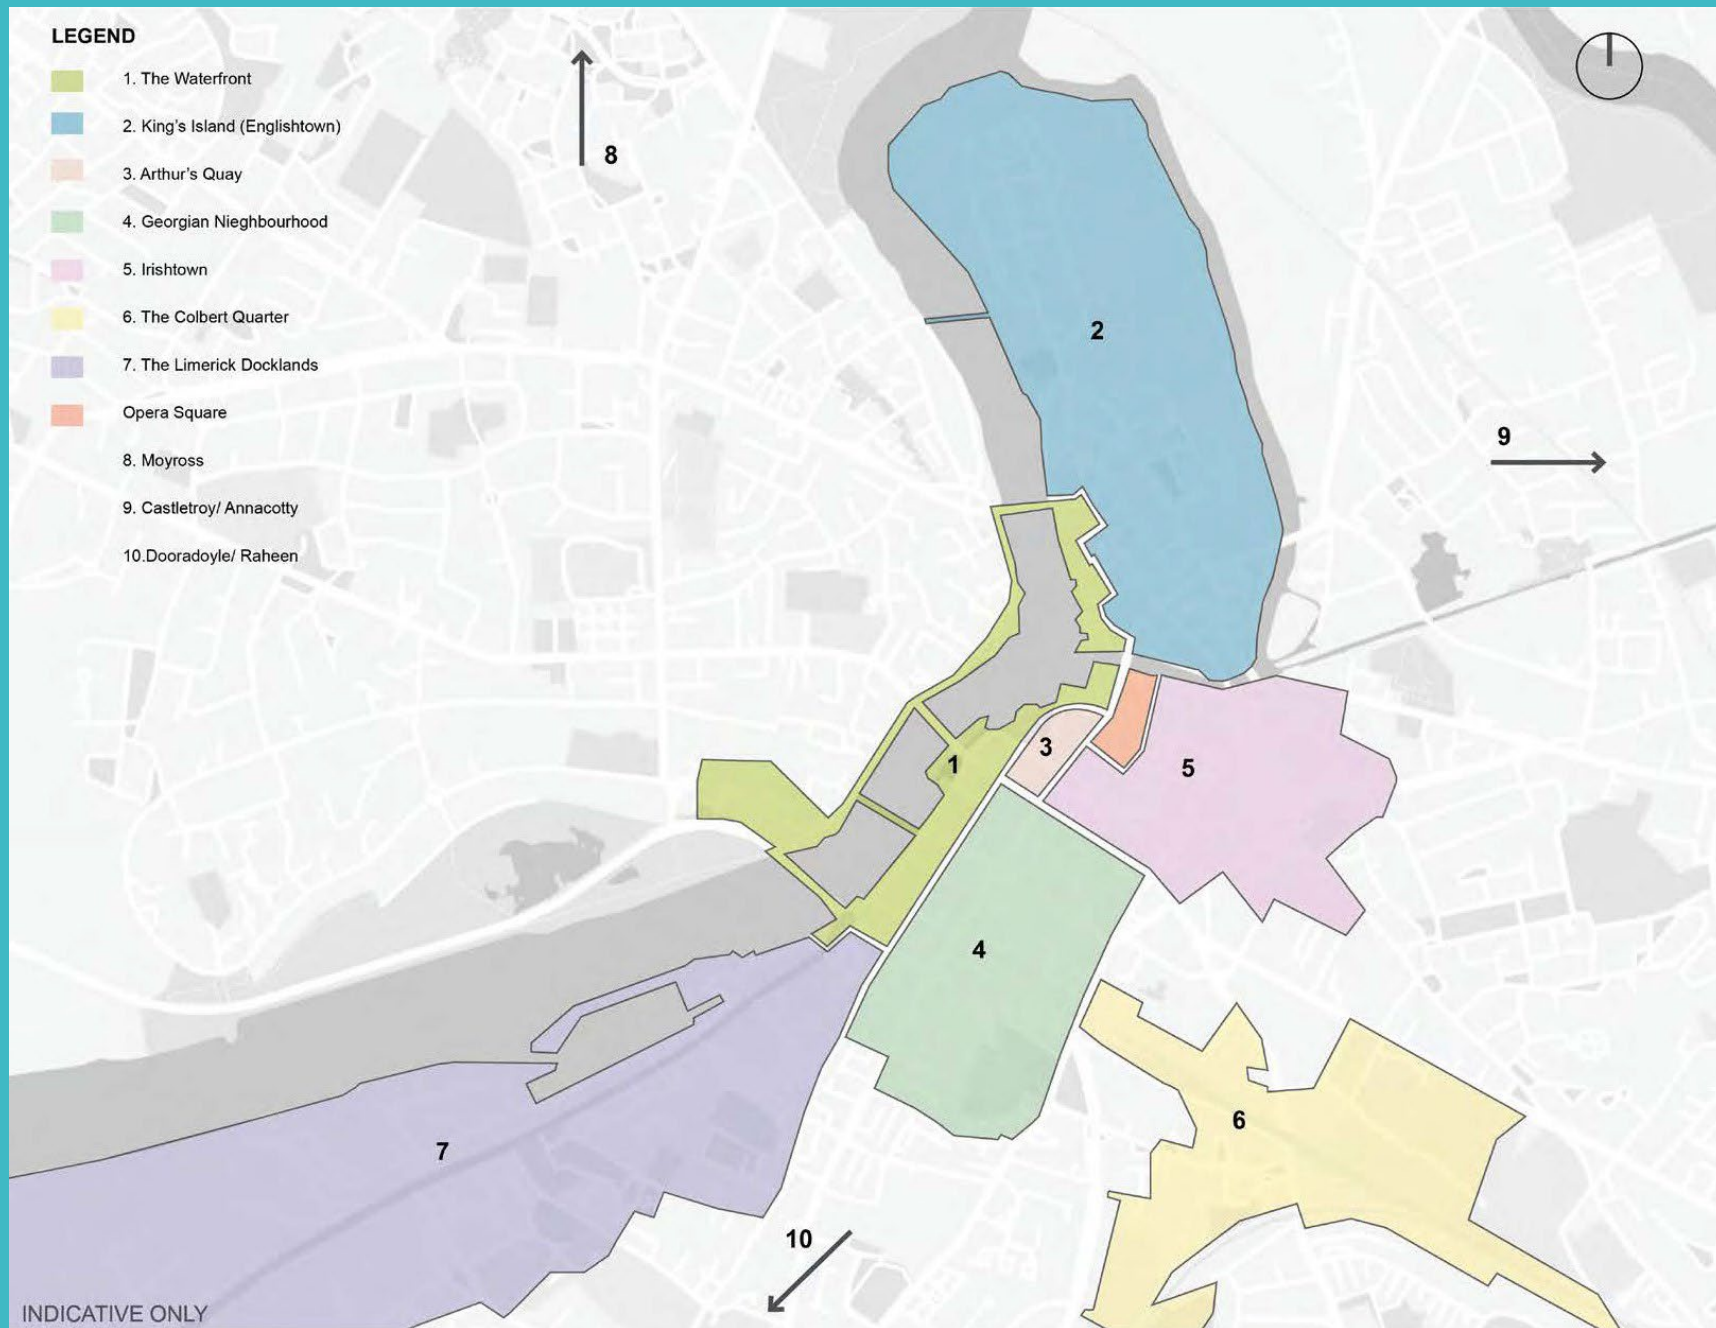 LEGEND
1. The Waterfront
2. King's Island (Englishtown)
3. Arthur's Quay
4. Georgian Nieghbourhood
5. Irishtown
6. The Colbert Quarter
7. The Limerick Docklands
Opera Square
8. Moyross
9. Castletroy/ Annacotty
10.Dooradoyle/ Raheen
8
2
9
3
1
5
4
6
7
10
INDICATIVE ONLY